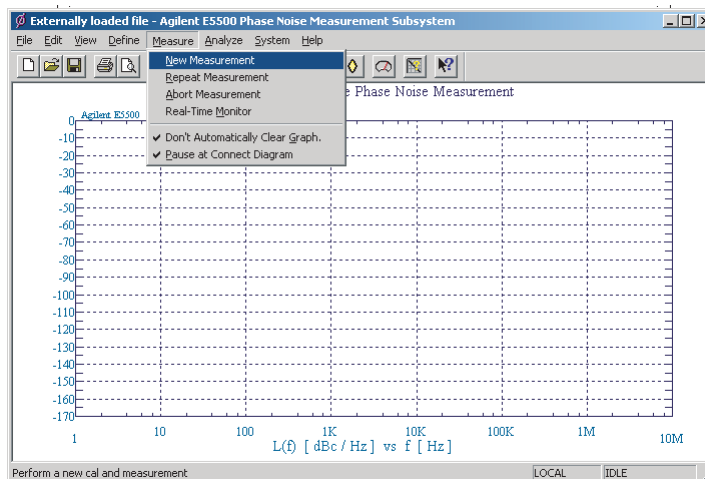 Externally loaded file - Agilent E5500 Phase Noise Measurement Subsystem
File Edit View Define Measure Analyze System Help
New Measurement
Repeat Measurement
Abort Measurement
Real-Time Monitor
✔ Don't Automatically Clear Graph.
✔ Pause at Connect Diagram
Phase Noise Measurement
Agilent E5500
0
-10
-20
-30
-40
-50
-60
-70
-80
-90
-100
-110
-120
-130
-140
-150
-160
-170
1 10 100 1K 10K 100K 1M 10M
L(f) [ dBc / Hz ] vs f [ Hz ]
Perform a new cal and measurement LOCAL IDLE